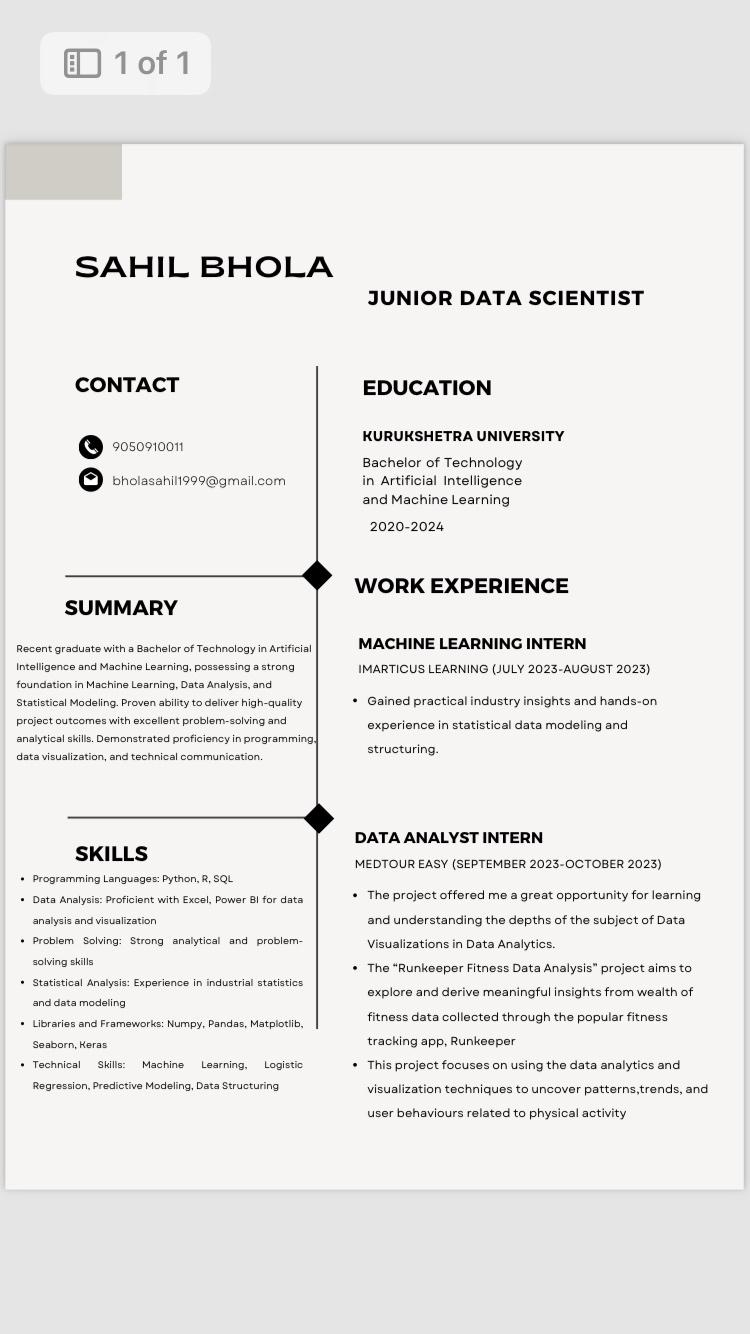 1 of 1
SAHIL BHOLA
JUNIOR DATA SCIENTIST
CONTACT
9050910011
bholasahil1999@gmail.com
SUMMARY
Recent graduate with a Bachelor of Technology in Artificial
Intelligence and Machine Learning, possessing a strong
foundation in Machine Learning, Data Analysis, and
Statistical Modeling. Proven ability to deliver high-quality
project outcomes with excellent problem-solving and
analytical skills. Demonstrated proficiency in programming,
data visualization, and technical communication.
SKILLS
• Programming Languages: Python, R, SQL
• Data Analysis: Proficient with Excel, Power BI for data
analysis and visualization
• Problem Solving: Strong analytical and problem-
solving skills
• Statistical Analysis: Experience in industrial statistics
and data modeling
• Libraries and Frameworks: Numpy, Pandas, Matplotlib,
Seaborn, Keras
• Technical Skills: Machine Learning, Logistic
Regression, Predictive Modeling, Data Structuring
EDUCATION
KURUKSHETRA UNIVERSITY
Bachelor of Technology
in Artificial Intelligence
and Machine Learning
2020-2024
WORK EXPERIENCE
MACHINE LEARNING INTERN
IMARTICUS LEARNING (JULY 2023-AUGUST 2023)
• Gained practical industry insights and hands-on
experience in statistical data modeling and
structuring.
DATA ANALYST INTERN
MEDTOUR EASY (SEPTEMBER 2023-OCTOBER 2023)
• The project offered me a great opportunity for learning
and understanding the depths of the subject of Data
Visualizations in Data Analytics.
• The “Runkeeper Fitness Data Analysis” project aims to
explore and derive meaningful insights from wealth of
fitness data collected through the popular fitness
tracking app, Runkeeper
• This project focuses on using the data analytics and
visualization techniques to uncover patterns,trends, and
user behaviours related to physical activity